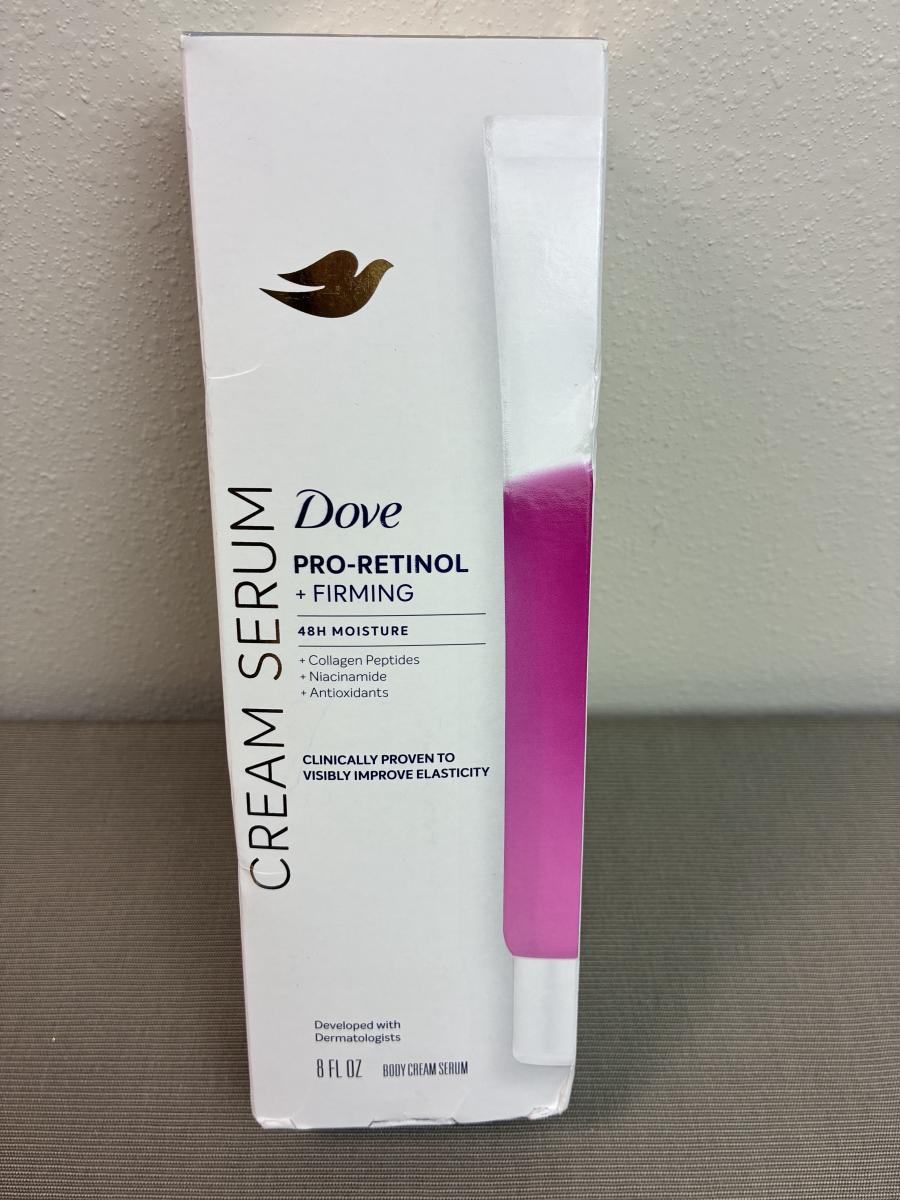 CREAM SERUM
Dove
PRO-RETINOL
+ FIRMING
48H MOISTURE
+ Collagen Peptides
+ Niacinamide
+ Antioxidants
CLINICALLY PROVEN TO
VISIBLY IMPROVE ELASTICITY
Developed with
Dermatologists
8 FL OZ BODY CREAM SERUM